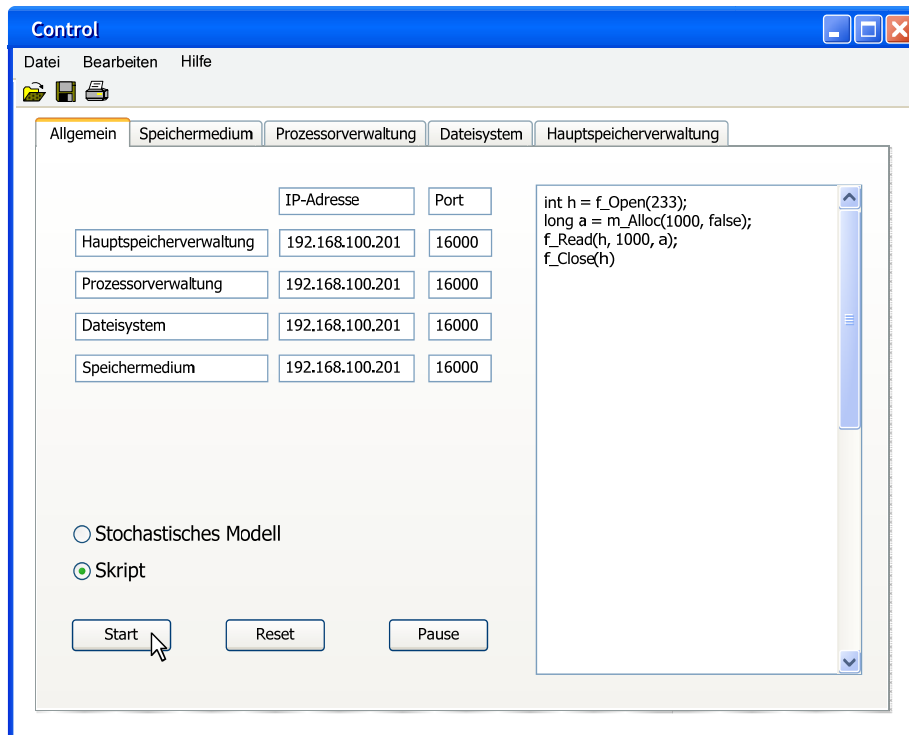 Control
Datei Bearbeiten Hilfe
Allgemein Speichermedium Prozessorverwaltung Dateisystem Hauptspeicherverwaltung
IP-Adresse Port
Hauptspeicherverwaltung 192.168.100.201 16000
Prozessorverwaltung 192.168.100.201 16000
Dateisystem 192.168.100.201 16000
Speichermedium 192.168.100.201 16000
int h = f_Open(233);
long a = m_Alloc(1000, false);
f_Read(h, 1000, a);
f_Close(h)
Stochastisches Modell
Skript
Start Reset Pause